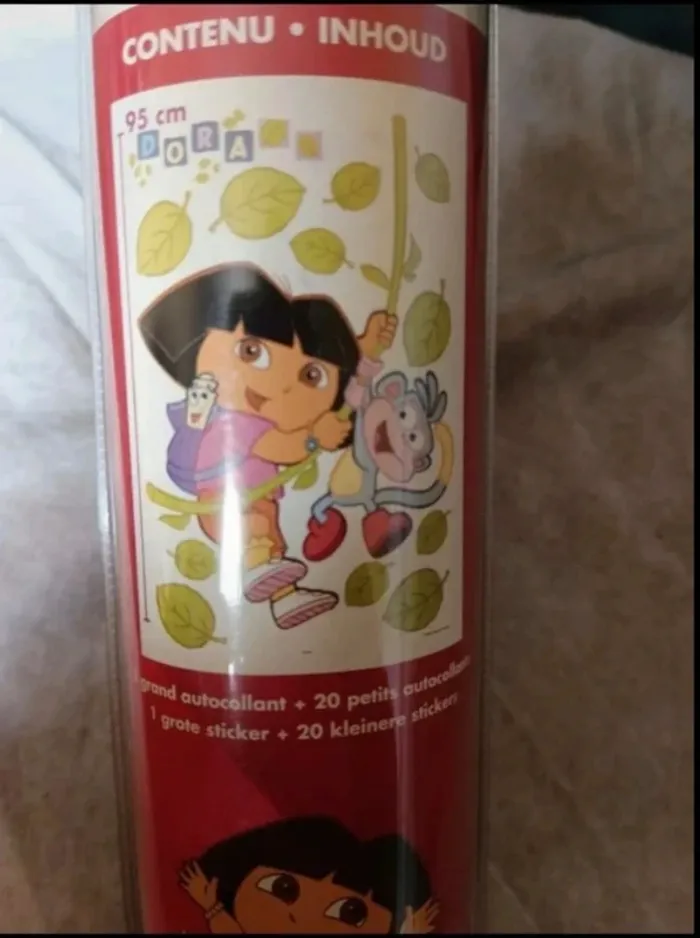 CONTENU • INHOUD
95 cm
DORA
grand autocollant + 20 petits autocollants
1 grote sticker + 20 kleinere stickers